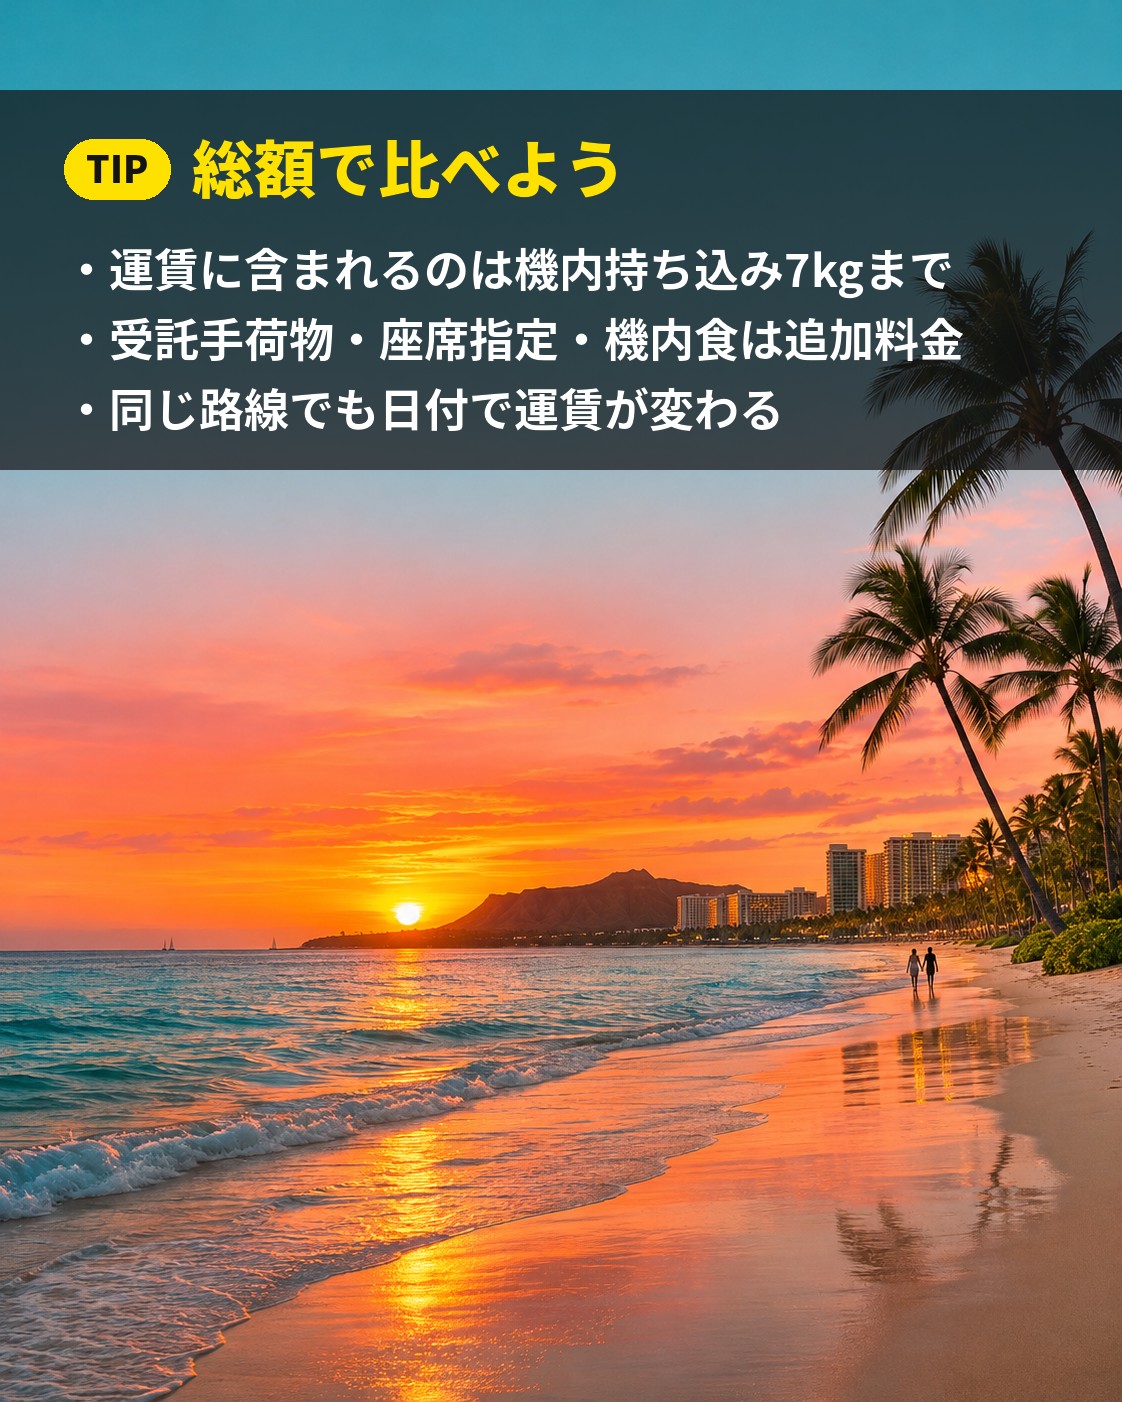 TIP 総額で比べよう
・運賃に含まれるのは機内持ち込み7kgまで
・受託手荷物・座席指定・機内食は追加料金
・同じ路線でも日付で運賃が変わる